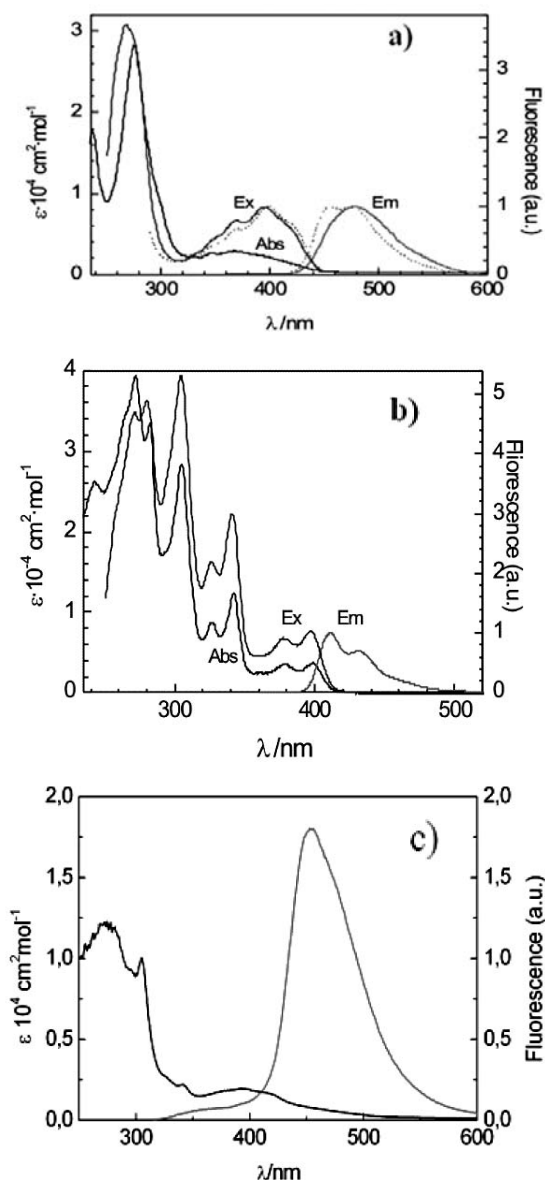 a)
3
2
1
0
ε·10⁴ cm²·mol⁻¹
3
2
1
0
Fluorescence (a.u.)
Ex
Em
Abs
300 400 500 600
λ /nm
b)
4
3
2
1
0
ε·10⁻⁴ cm²·mol⁻¹
5
4
3
2
1
0
Fliorescence (a.u.)
Ex
Em
Abs
300 400 500
λ /nm
c)
2,0
1,5
1,0
0,5
0,0
ε 10⁴ cm²mol⁻¹
2,0
1,5
1,0
0,5
0,0
Fluorescence (a.u.)
300 400 500 600
λ/nm